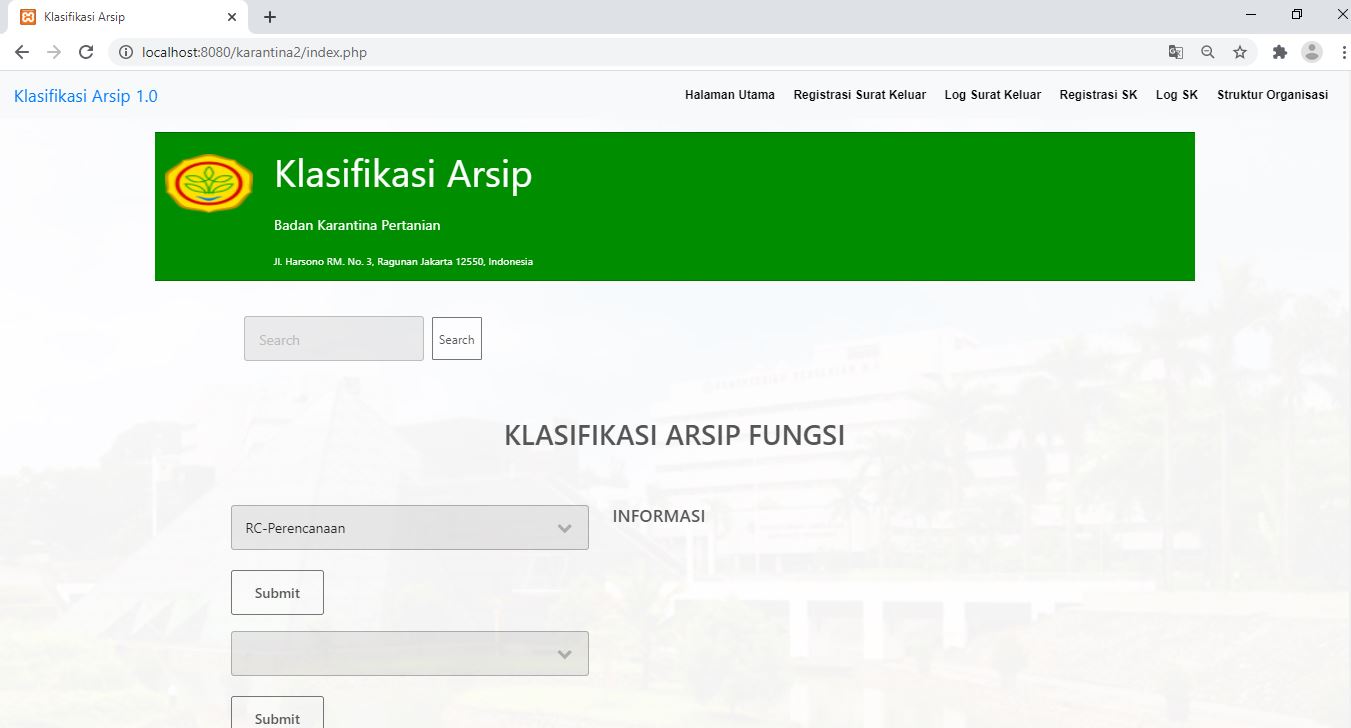 Klasifikasi Arsip
localhost:8080/karantina2/index.php
Klasifikasi Arsip 1.0
Halaman Utama
Registrasi Surat Keluar
Log Surat Keluar
Registrasi SK
Log SK
Struktur Organisasi
Klasifikasi Arsip
Badan Karantina Pertanian
Jl. Harsono RM. No. 3, Ragunan Jakarta 12550, Indonesia
Search
Search
KLASIFIKASI ARSIP FUNGSI
RC-Perencanaan
INFORMASI
Submit
Submit